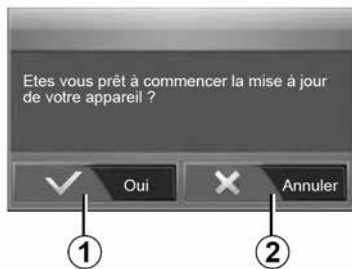 Etes vous prêt à commencer la mise à jour
de votre appareil ?
Oui
Annuler
1
2